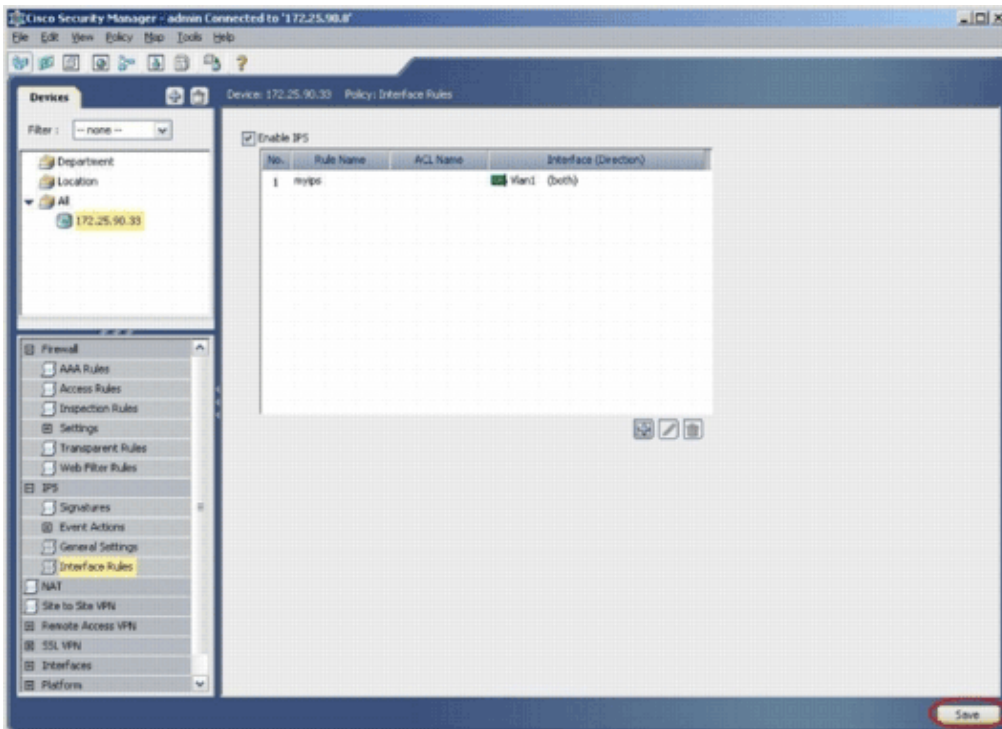 Cisco Security Manager - admin Connected to '172.25.90.8'
File Edit View Policy Map Tools Help
Devices
Device: 172.25.90.33 Policy: Interface Rules
Filter : -- none --
Department
Location
All
172.25.90.33
Enable IPS
No. Rule Name ACL Name Interface (Direction)
1 myips Vlan1 (both)
Firewall
AAA Rules
Access Rules
Inspection Rules
Settings
Transparent Rules
Web Filter Rules
IPS
Signatures
Event Actions
General Settings
Interface Rules
NAT
Site to Site VPN
Remote Access VPN
SSL VPN
Interfaces
Platform
Save